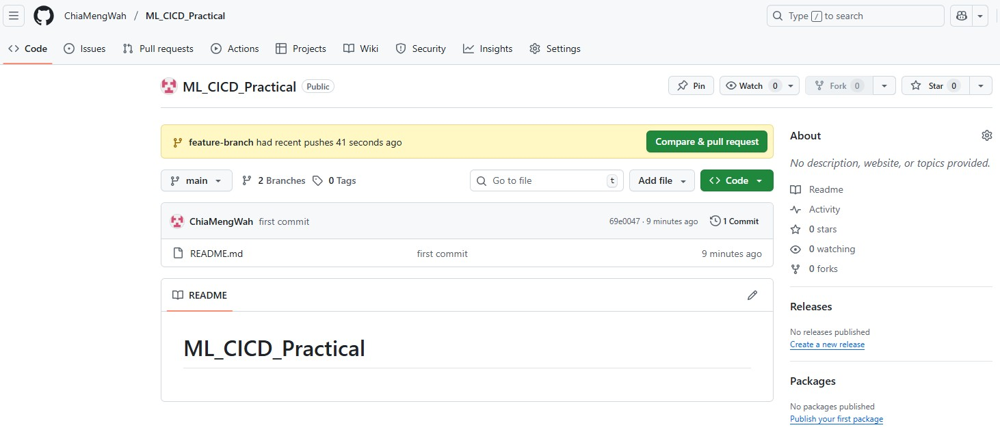 ChiaMengWah / ML_CICD_Practical
Type / to search
Code Issues Pull requests Actions Projects Wiki Security Insights Settings
ML_CICD_Practical Public
Pin Watch 0 Fork 0 Star 0
feature-branch had recent pushes 41 seconds ago Compare & pull request
main 2 Branches 0 Tags Go to file t Add file Code
ChiaMengWah first commit 69e0047 · 9 minutes ago 1 Commit
README.md first commit 9 minutes ago
README
ML_CICD_Practical
About
No description, website, or topics provided.
Readme
Activity
0 stars
0 watching
0 forks
Releases
No releases published
Create a new release
Packages
No packages published
Publish your first package